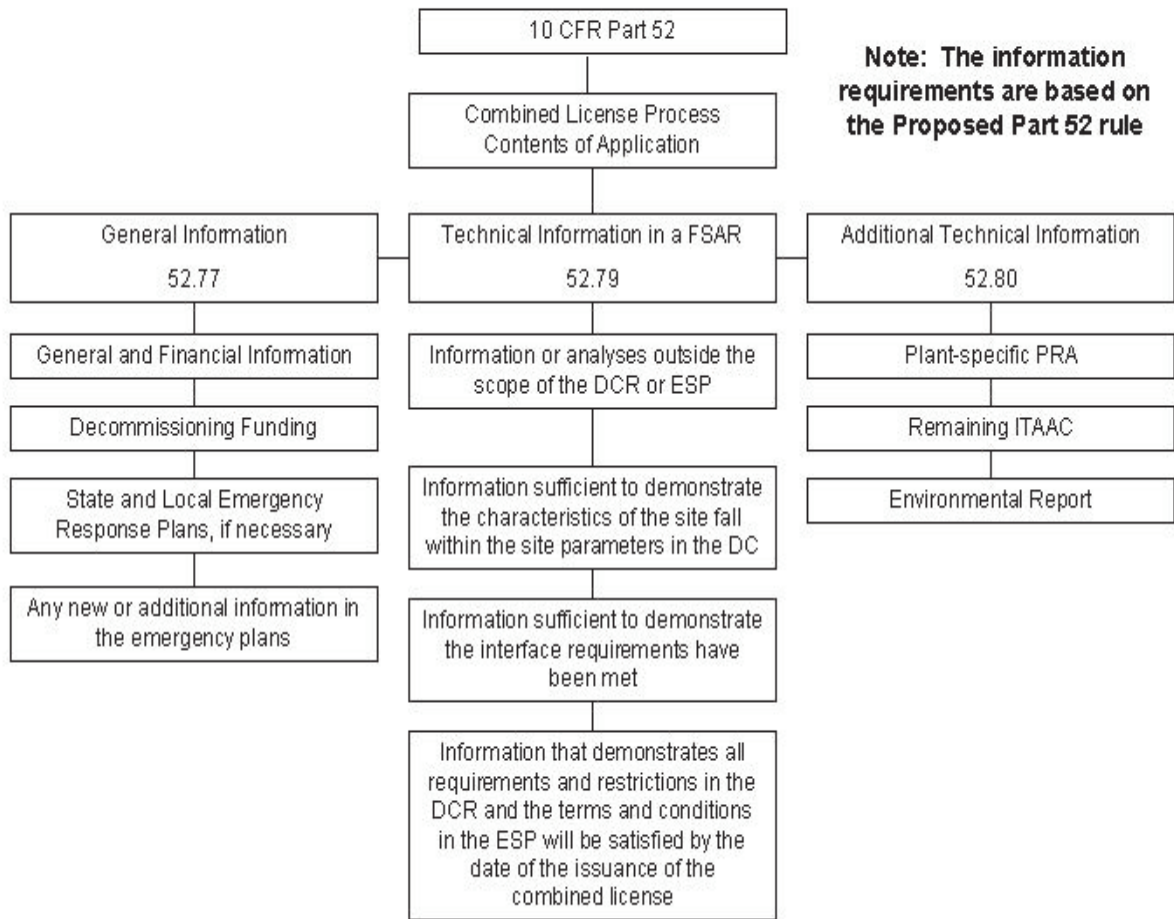 10 CFR Part 52
Note: The information
requirements are based on
the Proposed Part 52 rule
Combined License Process
Contents of Application
General Information
52.77
Technical Information in a FSAR
52.79
Additional Technical Information
52.80
General and Financial Information
Decommissioning Funding
State and Local Emergency
Response Plans, if necessary
Any new or additional information in
the emergency plans
Information or analyses outside the
scope of the DCR or ESP
Information sufficient to demonstrate
the characteristics of the site fall
within the site parameters in the DC
Information sufficient to demonstrate
the interface requirements have
been met
Information that demonstrates all
requirements and restrictions in the
DCR and the terms and conditions
in the ESP will be satisfied by the
date of the issuance of the
combined license
Plant-specific PRA
Remaining ITAAC
Environmental Report